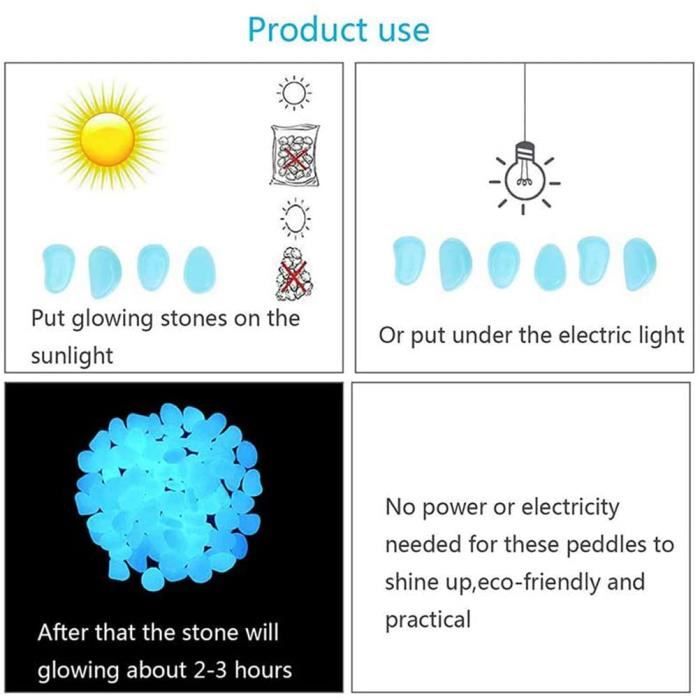 Product use
Put glowing stones on the
sunlight
Or put under the electric light
After that the stone will
glowing about 2-3 hours
No power or electricity
needed for these peddles to
shine up,eco-friendly and
practical